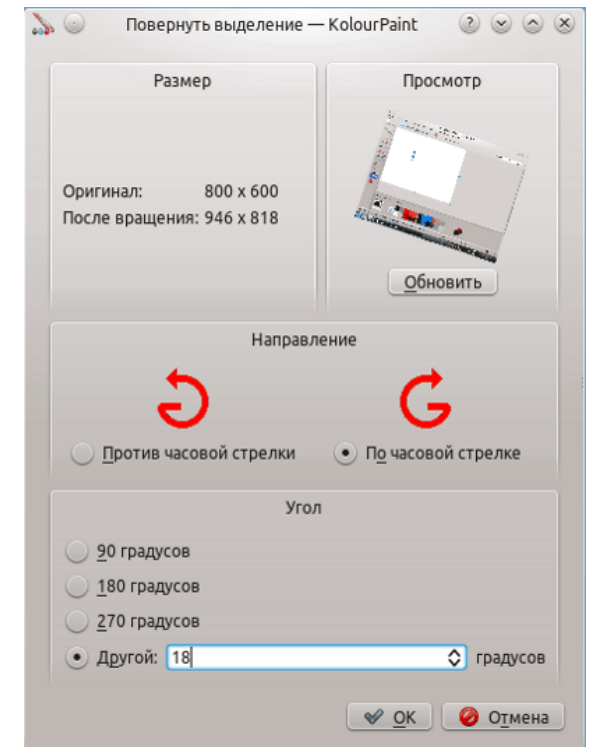 Повернуть выделение — KolourPaint
Размер
Оригинал: 800 x 600
После вращения: 946 x 818
Просмотр
Обновить
Направление
Против часовой стрелки
По часовой стрелке
Угол
90 градусов
180 градусов
270 градусов
Другой: 18 градусов
OK Отмена